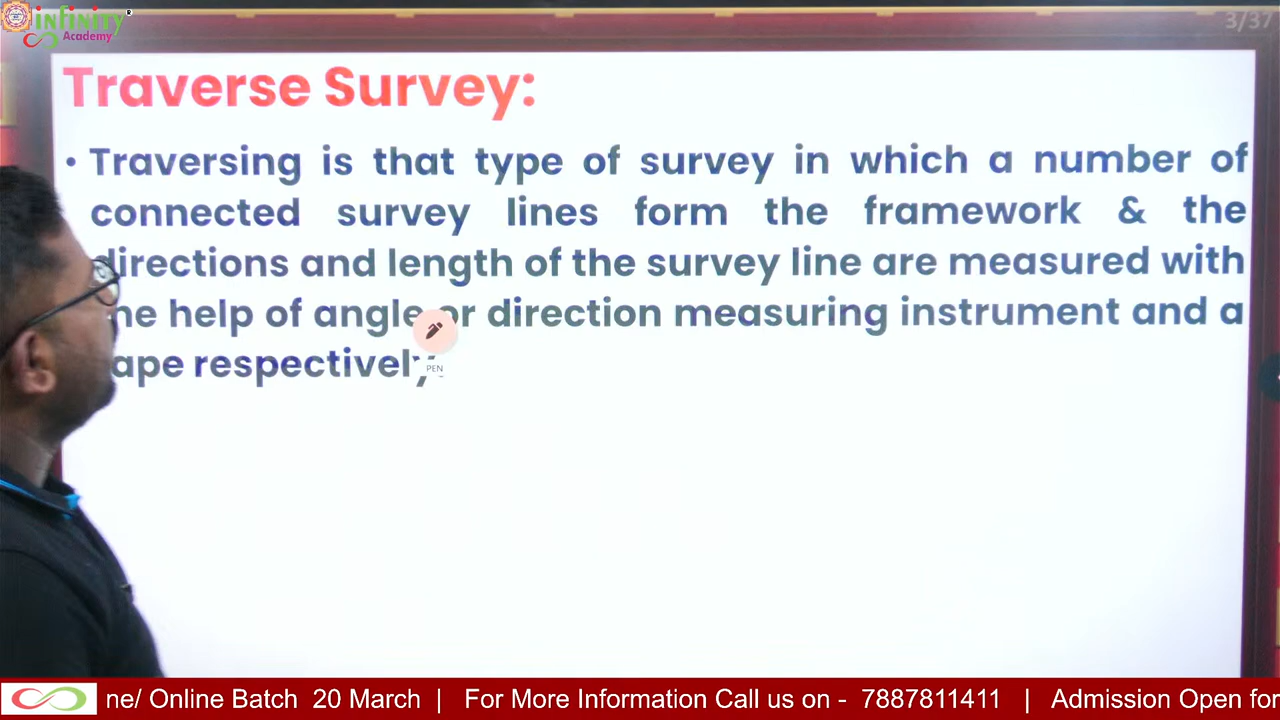 infinity
Academy
3/37
Traverse Survey:
• Traversing is that type of survey in which a number of
connected survey lines form the framework & the
directions and length of the survey line are measured with
help of angle or direction measuring instrument and a
respectively.
PEN
ne/ Online Batch 20 March | For More Information Call us on - 7887811411 | Admission Open for